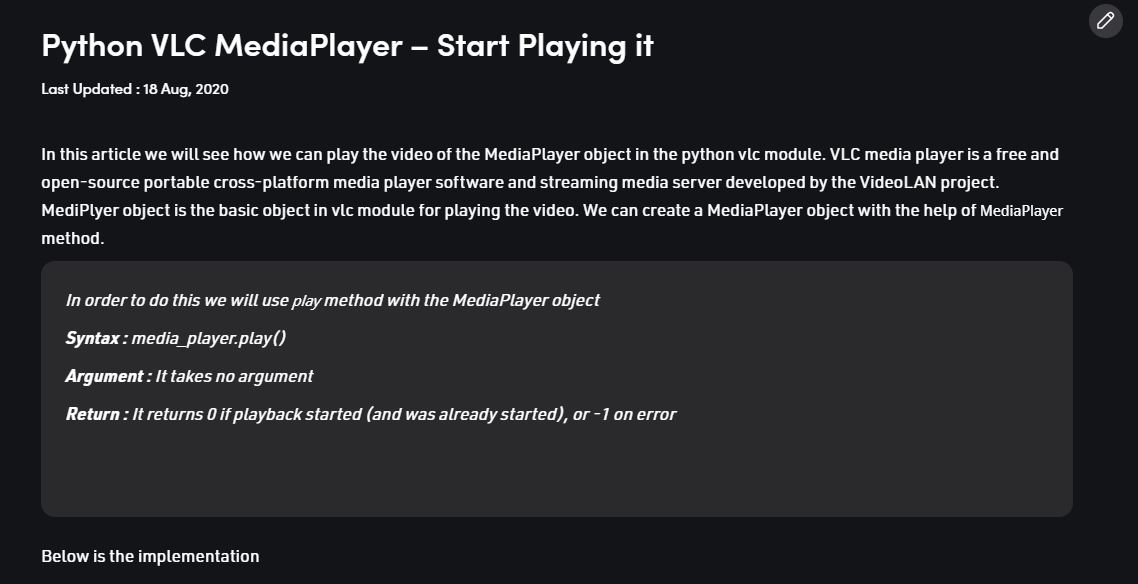 Python VLC MediaPlayer – Start Playing it
Last Updated : 18 Aug, 2020
In this article we will see how we can play the video of the MediaPlayer object in the python vlc module. VLC media player is a free and
open-source portable cross-platform media player software and streaming media server developed by the VideoLAN project.
MediPlyer object is the basic object in vlc module for playing the video. We can create a MediaPlayer object with the help of MediaPlayer
method.
In order to do this we will use play method with the MediaPlayer object
Syntax : media_player.play()
Argument : It takes no argument
Return : It returns 0 if playback started (and was already started), or -1 on error
Below is the implementation